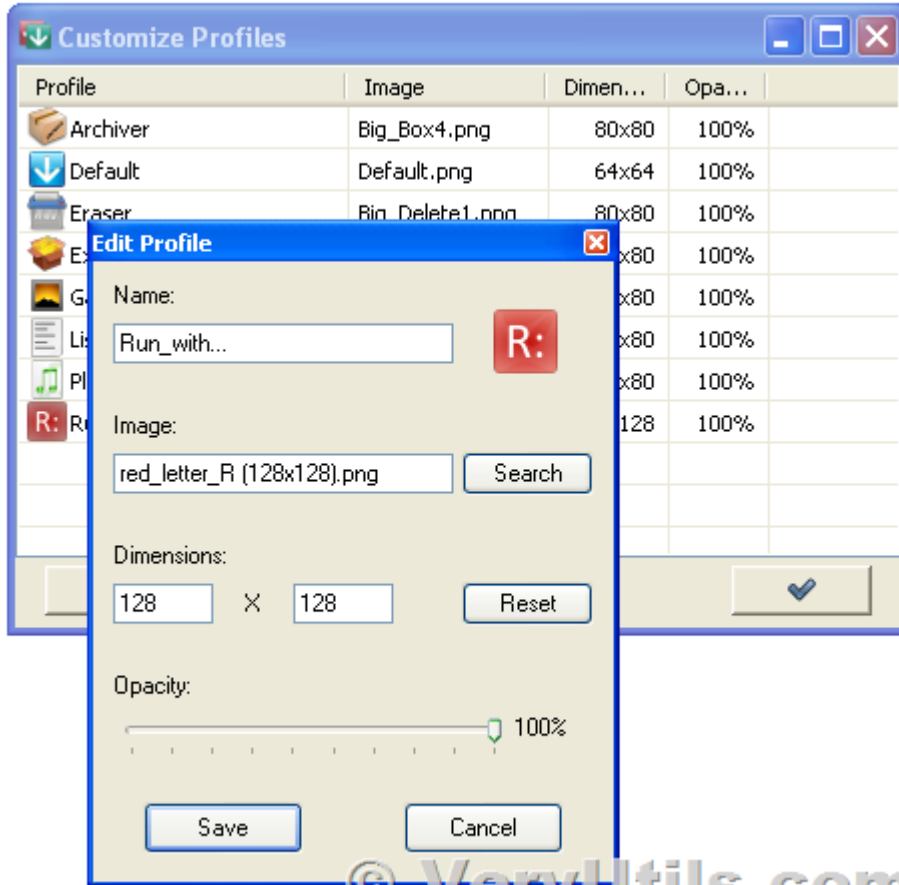 Customize Profiles
Profile Image Dimen... Opa...
Archiver Big_Box4.png 80x80 100%
Default Default.png 64x64 100%
Eraser Big_Delete1.png 80x80 100%
x80 100%
x80 100%
x80 100%
x80 100%
R: 128 100%
Edit Profile
Name:
Run_with...
R:
Image:
red_letter_R (128x128).png Search
Dimensions:
128 X 128 Reset
Opacity:
100%
Save Cancel
© VeryUtils.com